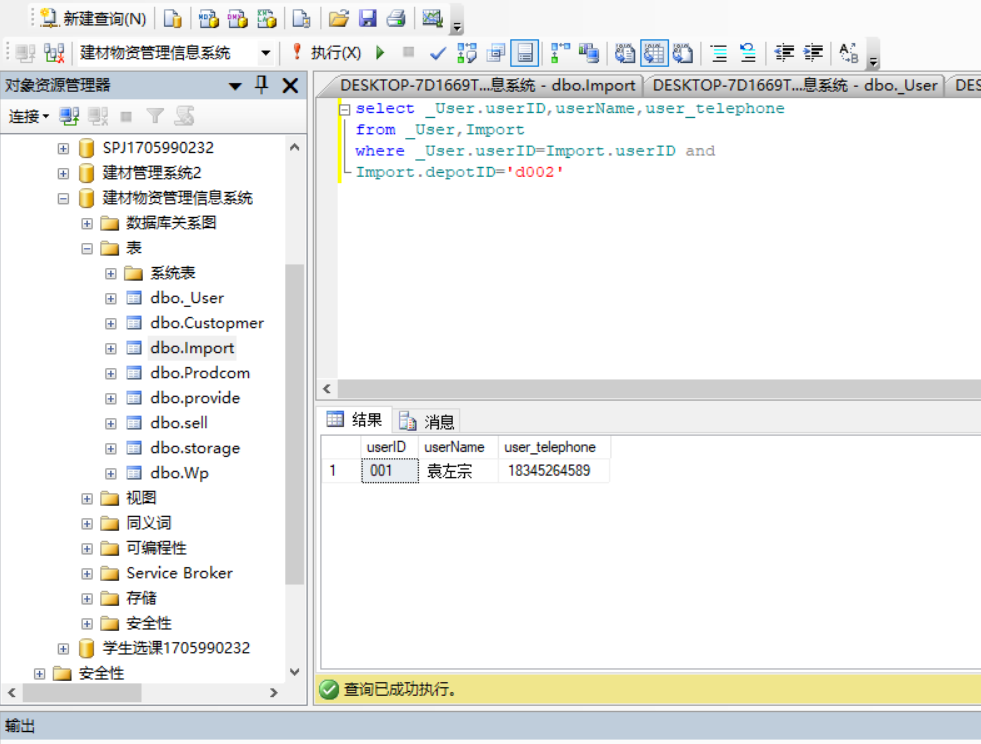 新建查询(N)
建材物资管理信息系统
执行(X)
对象资源管理器
连接
SPJ1705990232
建材管理系统2
建材物资管理信息系统
数据库关系图
表
系统表
dbo._User
dbo.Custopmer
dbo.Import
dbo.Prodcom
dbo.provide
dbo.sell
dbo.storage
dbo.Wp
视图
同义词
可编程性
Service Broker
存储
安全性
学生选课1705990232
安全性
DESKTOP-7D1669T...息系统 - dbo.Import
DESKTOP-7D1669T...息系统 - dbo._User
DES
select _User.userID,userName,user_telephone
from _User,Import
where _User.userID=Import.userID and
Import.depotID='d002'
结果
消息
userID userName user_telephone
1 001 袁左宗 18345264589
查询已成功执行。
输出